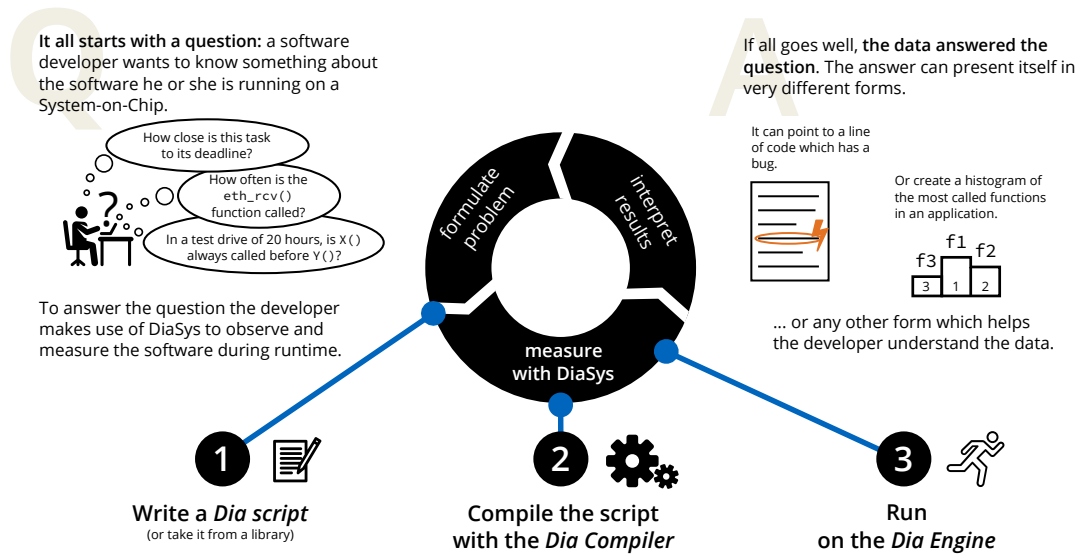 Q
It all starts with a question: a software
developer wants to know something about
the software he or she is running on a
System-on-Chip.
How close is this task
to its deadline?
How often is the
eth_rcv()
function called?
In a test drive of 20 hours, is X()
always called before Y()?
?
To answer the question the developer
makes use of DiaSys to observe and
measure the software during runtime.
formulate
problem
interpret
results
measure
with DiaSys
A
If all goes well, the data answered the
question. The answer can present itself in
very different forms.
It can point to a line
of code which has a
bug.
Or create a histogram of
the most called functions
in an application.
f3 f1 f2
3 1 2
... or any other form which helps
the developer understand the data.
1
Write a Dia script
(or take it from a library)
2
Compile the script
with the Dia Compiler
3
Run
on the Dia Engine